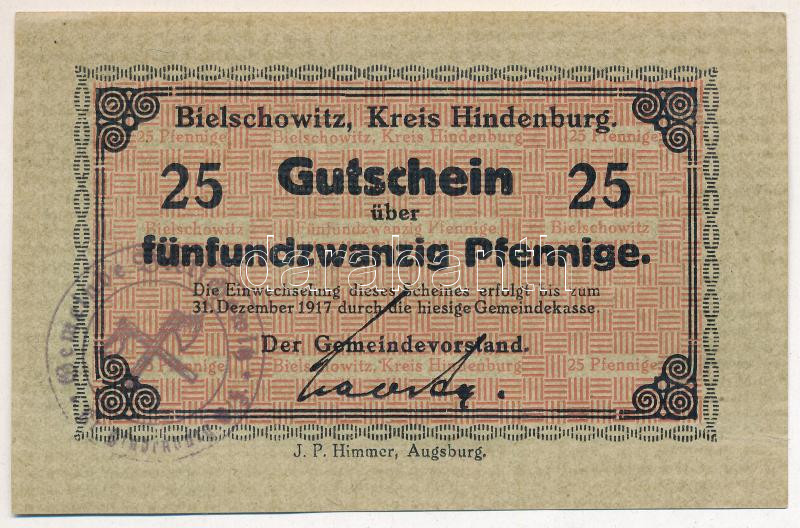 Bielschowitz, Kreis Hindenburg.
25 Pfennige Bielschowitz, Kreis Hindenburg 25 Pfennige
25 Gutschein 25
über
Bielschowitz Fünfundzwanzig Pfennige Bielschowitz
fünfundzwanzig Pfennige.
darabanth
Die Einwechselung dieses Scheines erfolgt bis zum
31. Dezember 1917 durch die hiesige Gemeindekasse.
Der Gemeindevorstand.
Bielschowitz, Kreis Hindenburg 25 Pfennige
J. P. Himmer, Augsburg.
Gemeinde